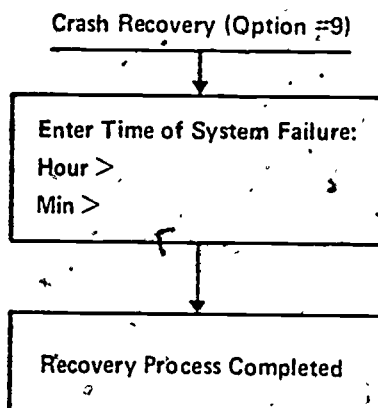 Crash Recovery (Option #9)
Enter Time of System Failure:
Hour >
Min >
Recovery Process Completed